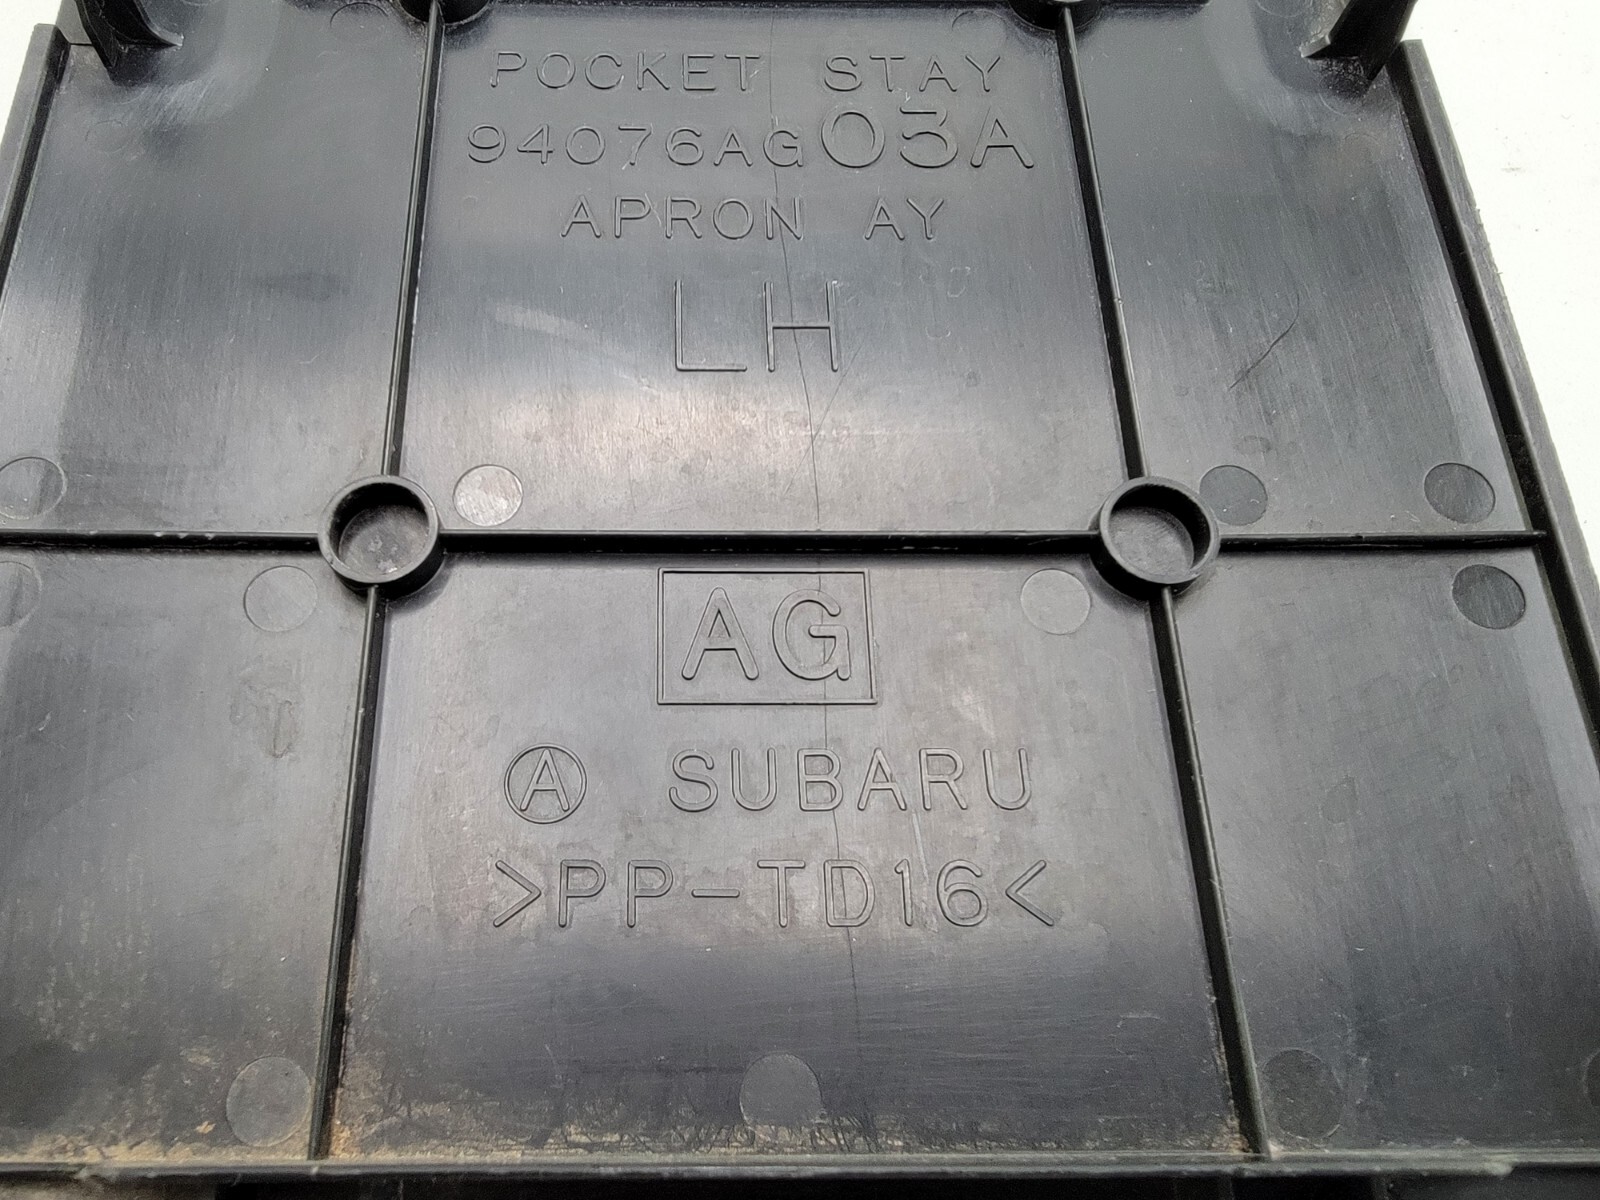 POCKET STAY
94076AG03A
APRON AY
LH
AG
A SUBARU
>PP-TD16<